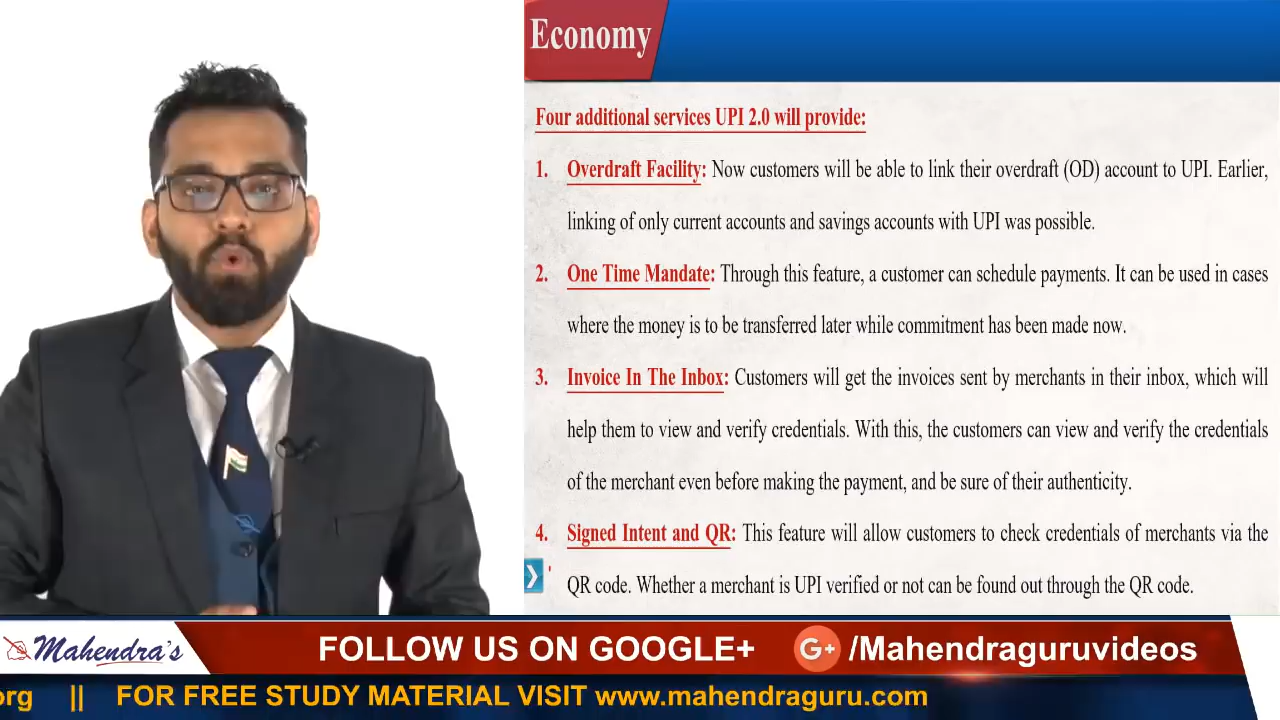 Economy
Four additional services UPI 2.0 will provide:
1. Overdraft Facility: Now customers will be able to link their overdraft (OD) account to UPI. Earlier,
linking of only current accounts and savings accounts with UPI was possible.
2. One Time Mandate: Through this feature, a customer can schedule payments. It can be used in cases
where the money is to be transferred later while commitment has been made now.
3. Invoice In The Inbox: Customers will get the invoices sent by merchants in their inbox, which will
help them to view and verify credentials. With this, the customers can view and verify the credentials
of the merchant even before making the payment, and be sure of their authenticity.
4. Signed Intent and QR: This feature will allow customers to check credentials of merchants via the
QR code. Whether a merchant is UPI verified or not can be found out through the QR code.
Mahendra's
FOLLOW US ON GOOGLE+ G+ /Mahendraguruvideos
org || FOR FREE STUDY MATERIAL VISIT www.mahendraguru.com